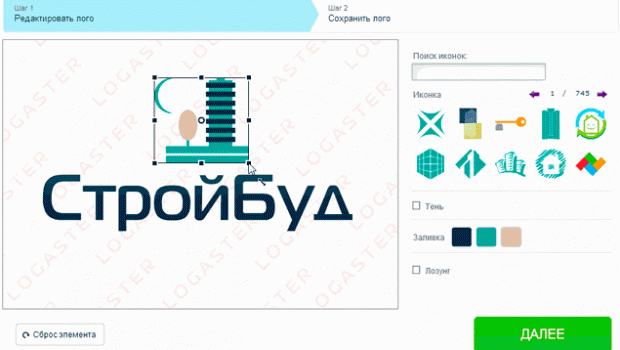 Шаг 1
Редактировать лого
Шаг 2
Сохранить лого
LOGASTER
СтройБуд
Поиск иконок:
Иконка
1 / 745
Тень
Заливка
Лозунг
Сброс элемента
ДАЛЕЕ